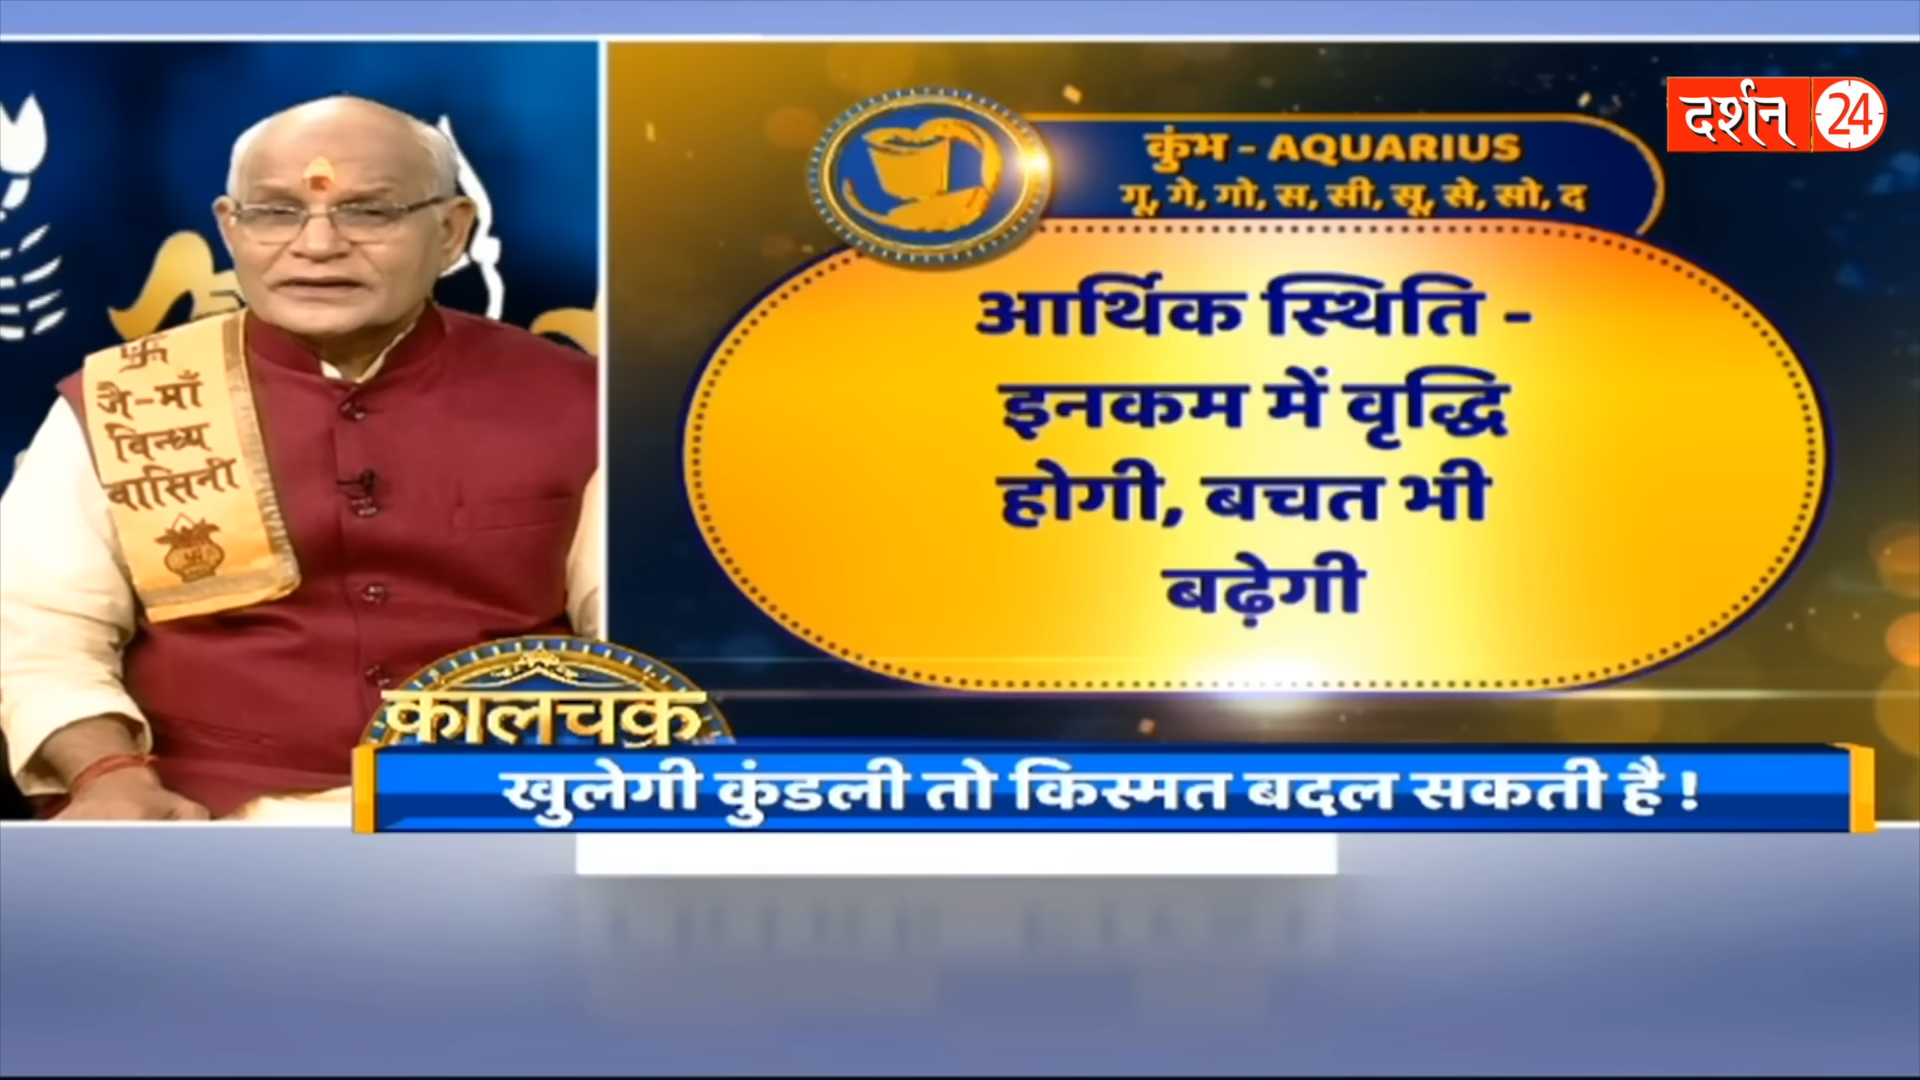 दर्शन 24
कुंभ - AQUARIUS
गू, गे, गो, स, सी, सू, से, सो, द
आर्थिक स्थिति -
इनकम में वृद्धि
होगी, बचत भी
बढ़ेगी
जै-माँ
विन्ध्य
वासिनी
कालचक्र
खुलेगी कुंडली तो किस्मत बदल सकती है !